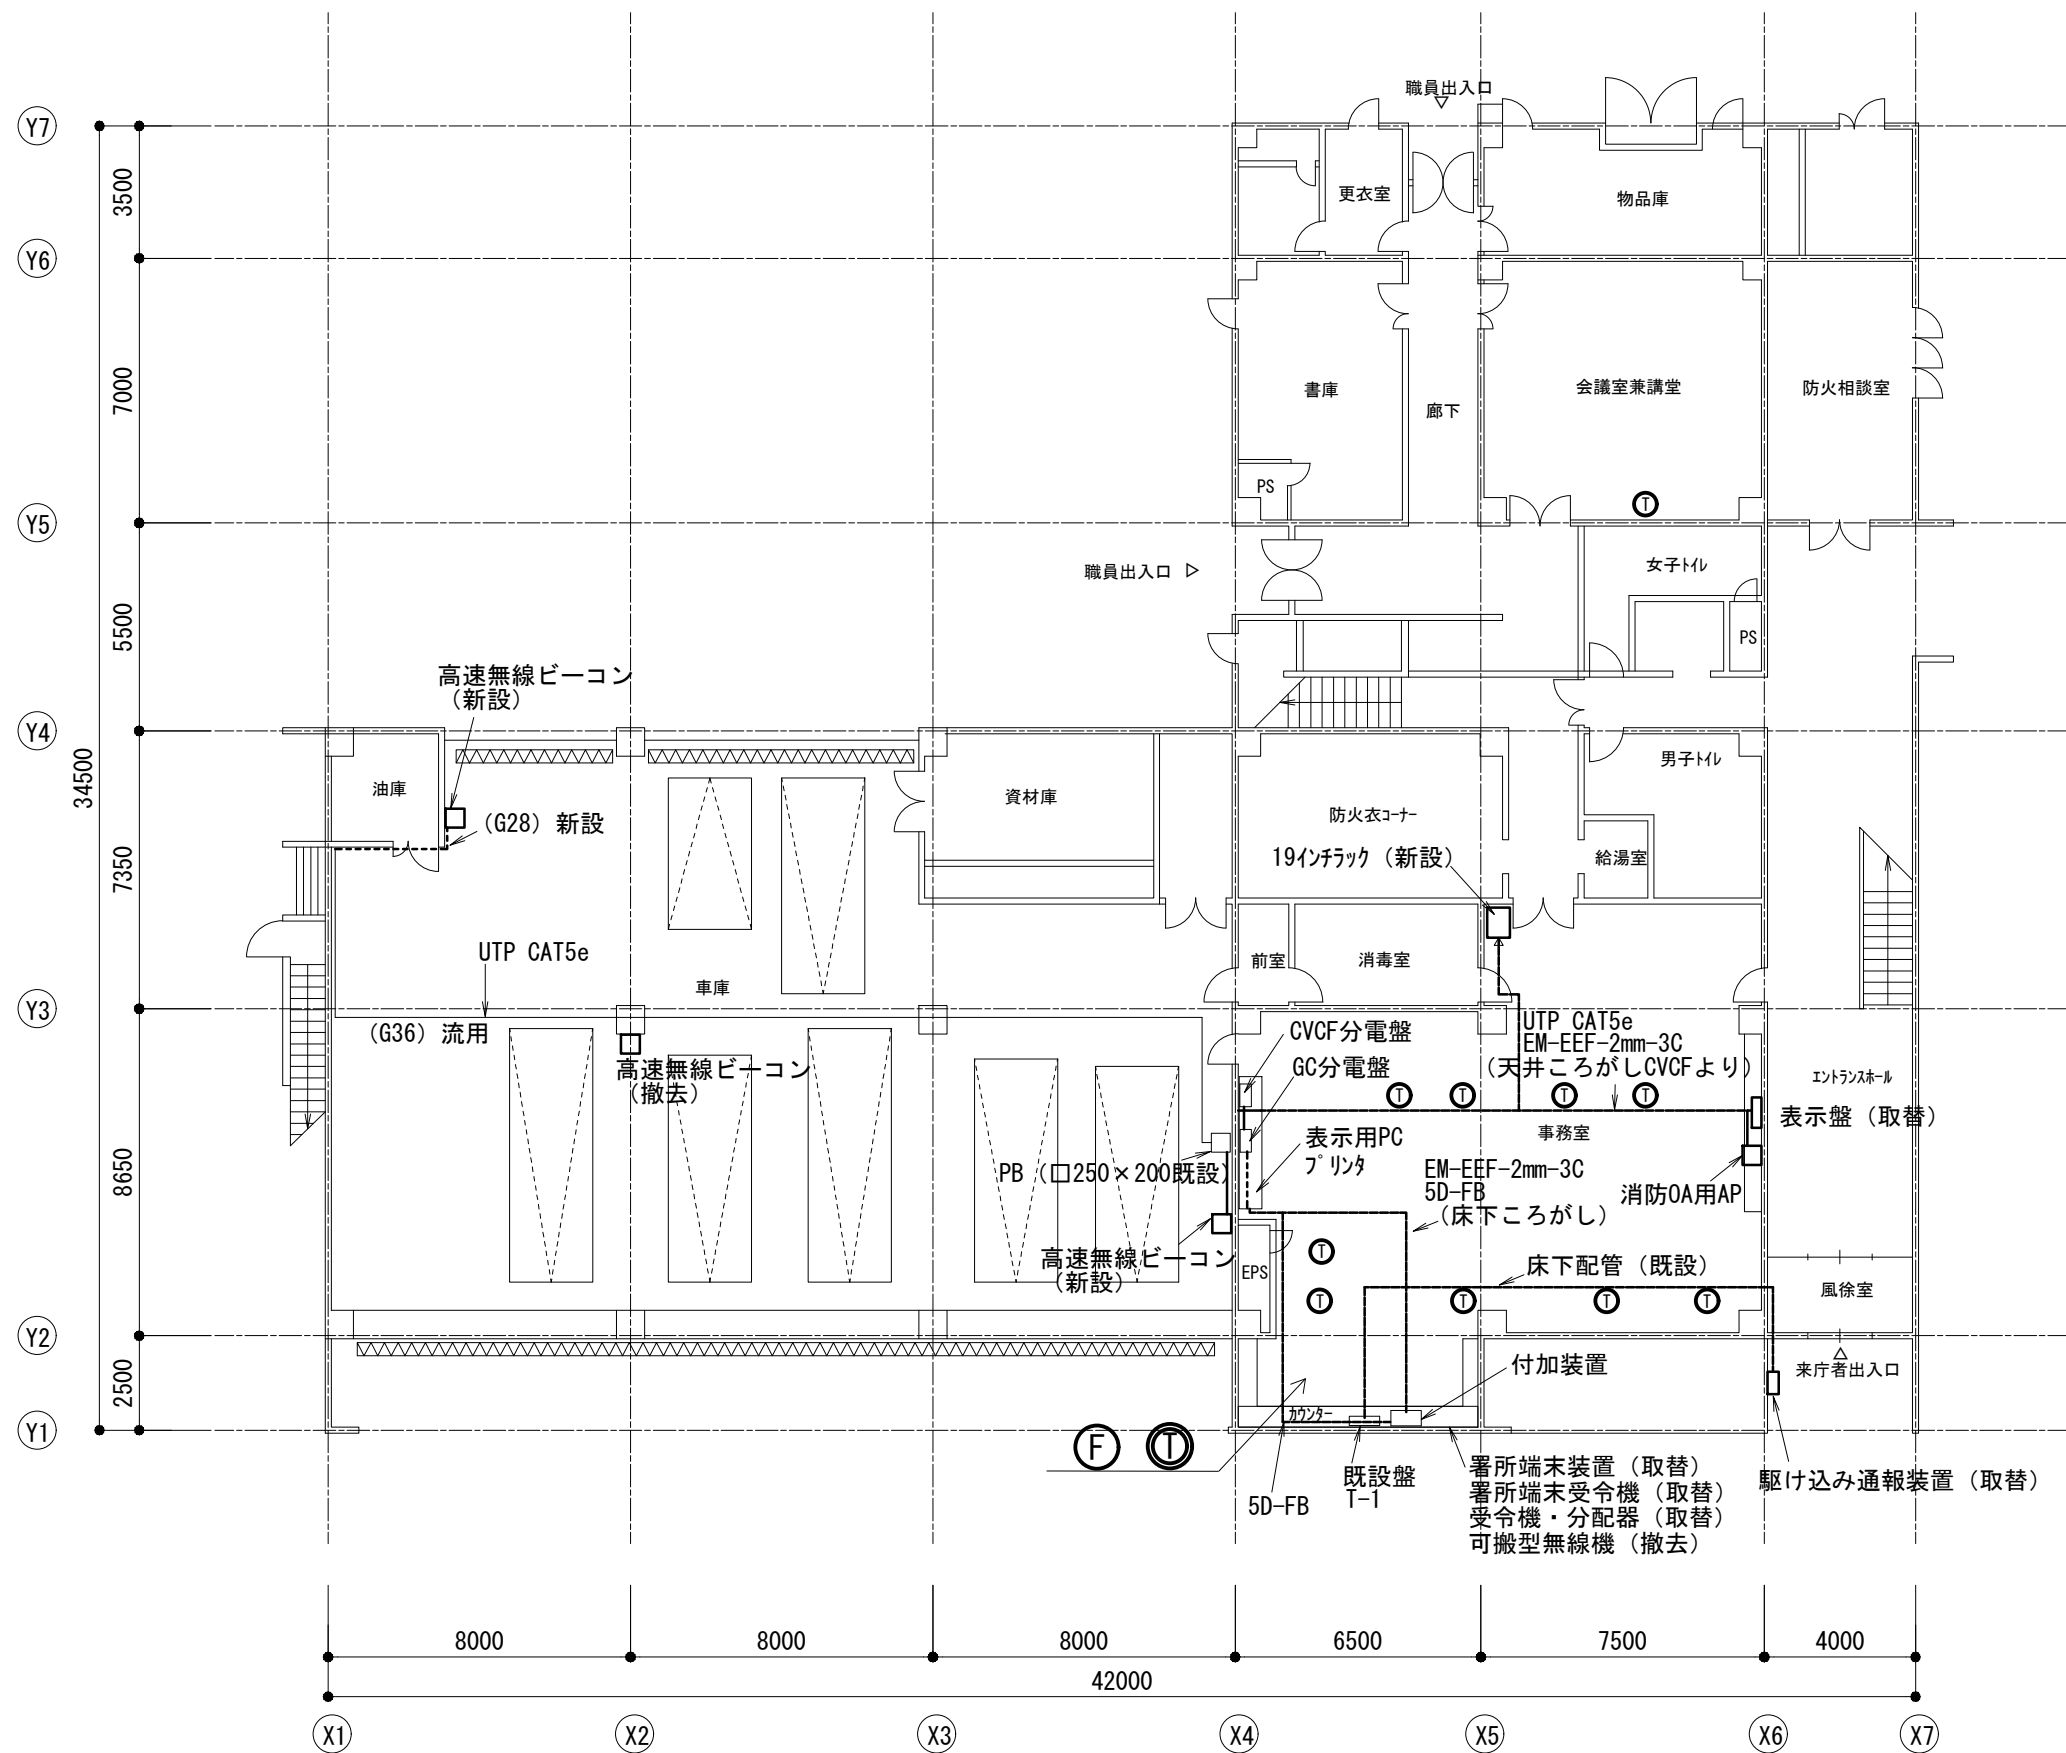 職員出入口
Y7
更衣室
物品庫
3500
Y6
書庫
廊下
会議室兼講堂
防火相談室
7000
PS
T
Y5
職員出入口
女子ﾄｲﾚ
PS
5500
高速無線ビーコン
(新設)
Y4
34500
油庫
資材庫
防火衣ｺｰﾅｰ
男子ﾄｲﾚ
(G28) 新設
19ｲﾝﾁﾗｯｸ (新設)
給湯室
7350
UTP CAT5e
車庫
前室
消毒室
Y3
(G36) 流用
CVCF分電盤
UTP CAT5e
EM-EEF-2mm-3C
(天井ころがしCVCFより)
高速無線ビーコン
(撤去)
GC分電盤
ｴﾝﾄﾗﾝｽﾎｰﾙ
T T T T
表示盤 (取替)
事務室
表示用PC
ﾌﾟﾘﾝﾀ
PB (□250×200既設)
8650
EM-EEF-2mm-3C
5D-FB
(床下ころがし)
消防OA用AP
高速無線ビーコン
(新設)
EPS
T
床下配管 (既設)
風徐室
T T T T
Y2
付加装置
来庁者出入口
2500
ｶｳﾝﾀｰ
Y1
F T
5D-FB
既設盤
T-1
署所端末装置 (取替)
署所端末受令機 (取替)
受令機・分配器 (取替)
可搬型無線機 (撤去)
駆け込み通報装置 (取替)
8000 8000 8000 6500 7500 4000
42000
X1 X2 X3 X4 X5 X6 X7